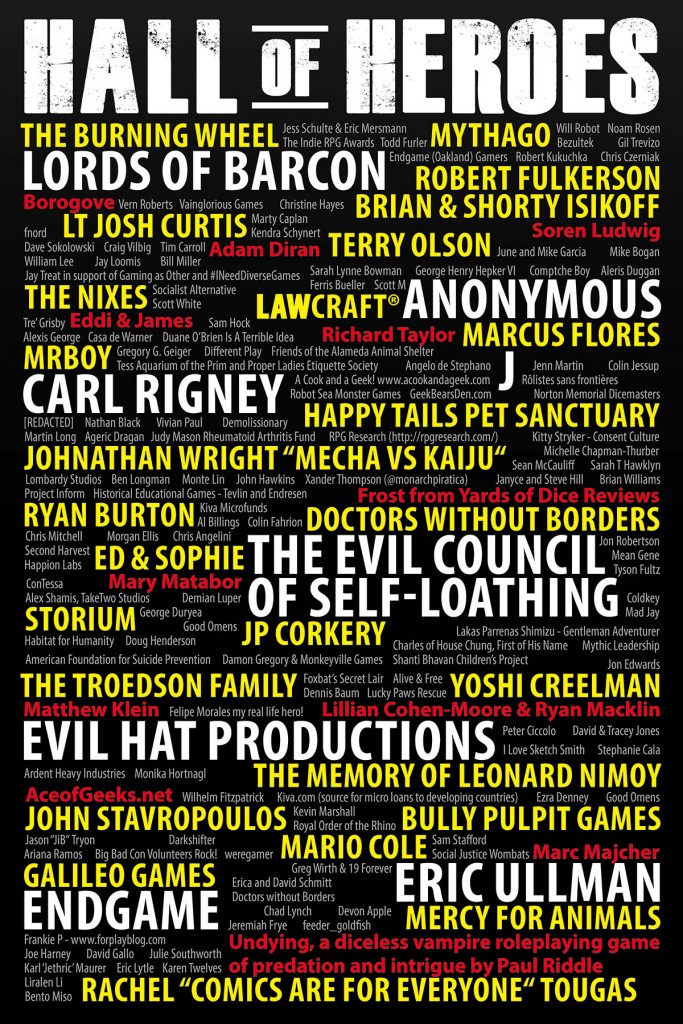 HALL OF HEROES
THE BURNING WHEEL
Jess Schulte & Eric Mersmann
The Indie RPG Awards Todd Furler
MYTHAGO
Will Robot Noam Rosen
Bezultek Gil Trevizo
LORDS OF BARCON
Endgame (Oakland) Gamers Robert Kukuchka Chris Czerniak
ROBERT FULKERSON
Borogove
Vern Roberts Vainglorious Games Christine Hayes
BRIAN & SHORTY ISIKOFF
fnord
LT JOSH CURTIS
Marty Caplan
Kendra Schynert
Soren Ludwig
Dave Sokolowski Craig Vilbig Tim Carroll
William Lee Jay Loomis Bill Miller
Adam Diran
TERRY OLSON
June and Mike Garcia Mike Bogan
Jay Treat in support of Gaming as Other and #INeedDiverseGames
Sarah Lynne Bowman George Henry Hepker VI Comptche Boy Aleris Duggan
Ferris Bueller Scott M
THE NIXES
Socialist Alternative
Scott White
LAWCRAFT®
ANONYMOUS
Tre' Grisby
Eddi & James
Sam Hock
Alexis George Casa de Warner Duane O'Brien Is A Terrible Idea
Richard Taylor
MARCUS FLORES
MRBOY
Gregory G. Geiger Different Play Friends of the Alameda Animal Shelter
Tess Aquarium of the Prim and Proper Ladies Etiquette Society Angelo de Stephano
J
Jenn Martin Colin Jessup
Rôlistes sans frontières
Norton Memorial Dicemasters
CARL RIGNEY
A Cook and a Geek! www.acookandageek.com
Robot Sea Monster Games GeekBearsDen.com
[REDACTED] Nathan Black Vivian Paul Demolissionary
HAPPY TAILS PET SANCTUARY
Martin Long Ageric Dragan Judy Mason Rheumatoid Arthritis Fund RPG Research (http://rpgresearch.com/) Kitty Stryker - Consent Culture
JOHNATHAN WRIGHT “MECHA VS KAIJU“
Michelle Chapman-Thurber
Sean McCauliff Sarah T Hawklyn
Lombardy Studios Ben Longman Monte Lin John Hawkins Xander Thompson (@monarchpiratica) Janyce and Steve Hill Brian Williams
Project Inform Historical Educational Games - Tevlin and Endresen
Frost from Yards of Dice Reviews
RYAN BURTON
Kiva Microfunds
Al Billings Colin Fahrion
DOCTORS WITHOUT BORDERS
Chris Mitchell Morgan Ellis Chris Angelini
Second Harvest
Happion Labs
ED & SOPHIE
THE EVIL COUNCIL
OF SELF-LOATHING
Jon Robertson
Mean Gene
Tyson Fultz
ConTessa
Mary Matabor
Alex Shamis, TakeTwo Studios Demian Luper
Coldkey
Mad Jay
STORIUM
George Duryea
Good Omens
JP CORKERY
Lakas Parrenas Shimizu - Gentleman Adventurer
Habitat for Humanity Doug Henderson
Charles of House Chung, First of His Name Mythic Leadership
American Foundation for Suicide Prevention Damon Gregory & Monkeyville Games Shanti Bhavan Children's Project
Jon Edwards
THE TROEDSON FAMILY
Foxbat's Secret Lair Alive & Free
Dennis Baum Lucky Paws Rescue
YOSHI CREELMAN
Matthew Klein
Felipe Morales my real life hero!
Lillian Cohen-Moore & Ryan Macklin
EVIL HAT PRODUCTIONS
Peter Ciccolo David & Tracey Jones
I Love Sketch Smith Stephanie Cala
Ardent Heavy Industries Monika Hortnagl
THE MEMORY OF LEONARD NIMOY
AceofGeeks.net
Wilhelm Fitzpatrick Kiva.com (source for micro loans to developing countries) Ezra Denney Good Omens
JOHN STAVROPOULOS
Kevin Marshall
Royal Order of the Rhino
BULLY PULPIT GAMES
Jason "JiB" Tryon Darkshifter
Ariana Ramos Big Bad Con Volunteers Rock! weregamer
MARIO COLE
Sam Stafford
Social Justice Wombats
Marc Majcher
GALILEO GAMES
Greg Wirth & 19 Forever
Erica and David Schmitt
Doctors without Borders
ERIC ULLMAN
ENDGAME
Chad Lynch Devon Apple
Jeremiah Frye feeder_goldfish
MERCY FOR ANIMALS
Frankie P - www.forplayblog.com
Joe Harney David Gallo Julie Southworth
Karl 'Jethric' Maurer Eric Lytle Karen Twelves
Undying, a diceless vampire roleplaying game
of predation and intrigue by Paul Riddle
Liralen Li
Bento Miso
RACHEL “COMICS ARE FOR EVERYONE“ TOUGAS